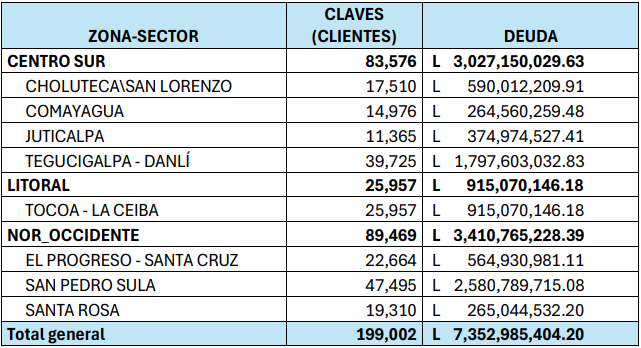 ZONA-SECTOR CLAVES (CLIENTES) DEUDA
CENTRO SUR 83,576 L 3,027,150,029.63
CHOLUTECA\SAN LORENZO 17,510 L 590,012,209.91
COMAYAGUA 14,976 L 264,560,259.48
JUTICALPA 11,365 L 374,974,527.41
TEGUCIGALPA - DANLÍ 39,725 L 1,797,603,032.83
LITORAL 25,957 L 915,070,146.18
TOCOA - LA CEIBA 25,957 L 915,070,146.18
NOR_OCCIDENTE 89,469 L 3,410,765,228.39
EL PROGRESO - SANTA CRUZ 22,664 L 564,930,981.11
SAN PEDRO SULA 47,495 L 2,580,789,715.08
SANTA ROSA 19,310 L 265,044,532.20
Total general 199,002 L 7,352,985,404.20